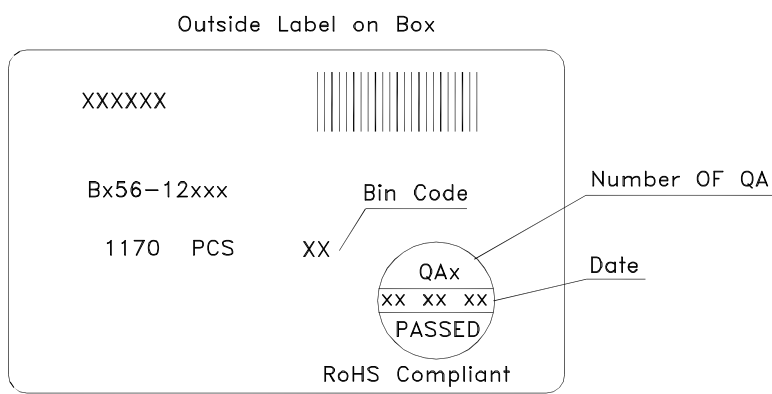 Outside Label on Box
XXXXXX
Bx56-12xxx
Bin Code
Number OF QA
1170 PCS
XX
QAx
Date
XX XX XX
PASSED
RoHS Compliant